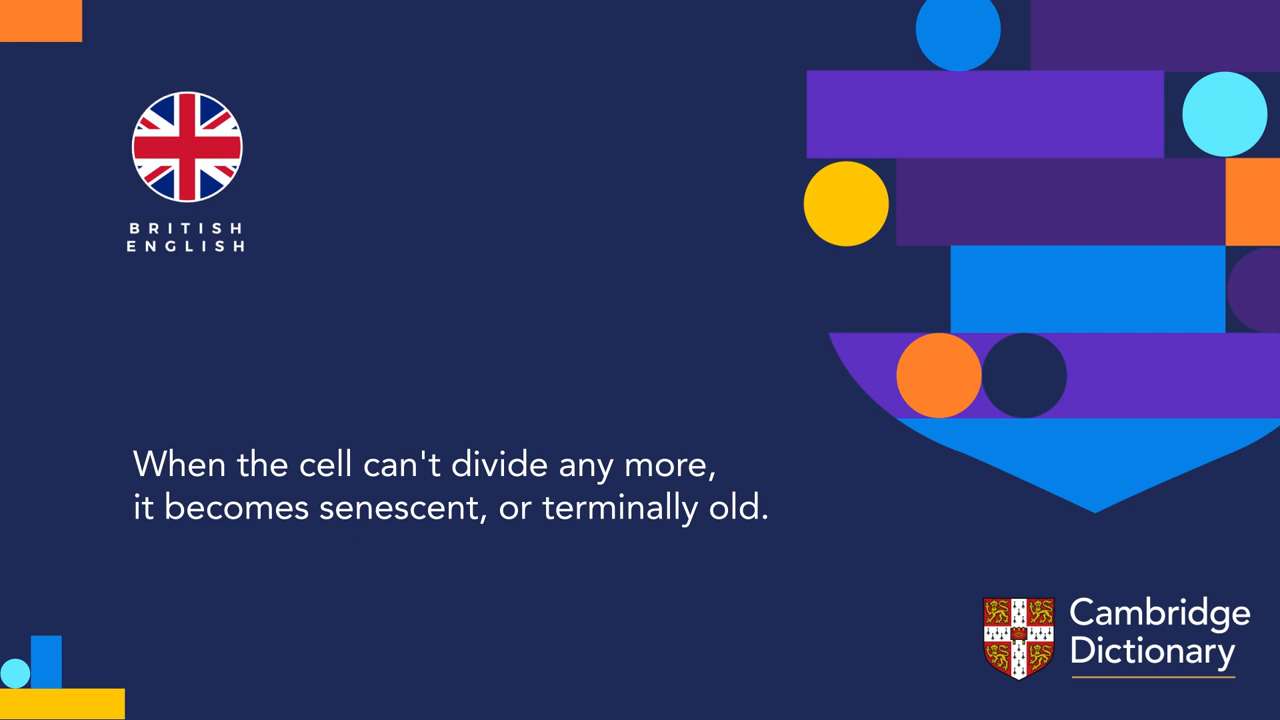 BRITISH
ENGLISH
When the cell can't divide any more,
it becomes senescent, or terminally old.
Cambridge
Dictionary